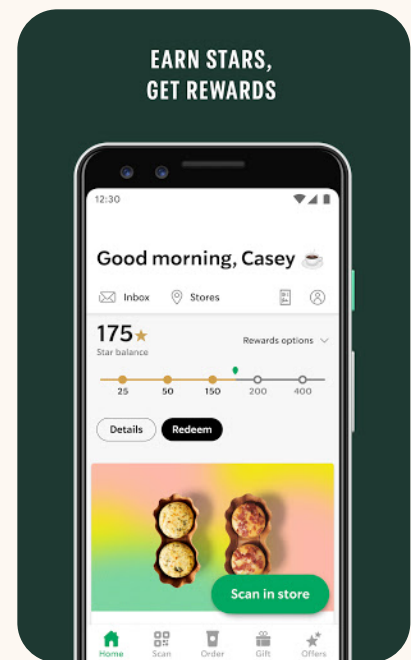 EARN STARS,
GET REWARDS
12:30
Good morning, Casey
Inbox Stores
175
Star balance
Rewards options
25 50 150 200 400
Details Redeem
Scan in store
Home Scan Order Gift Offers